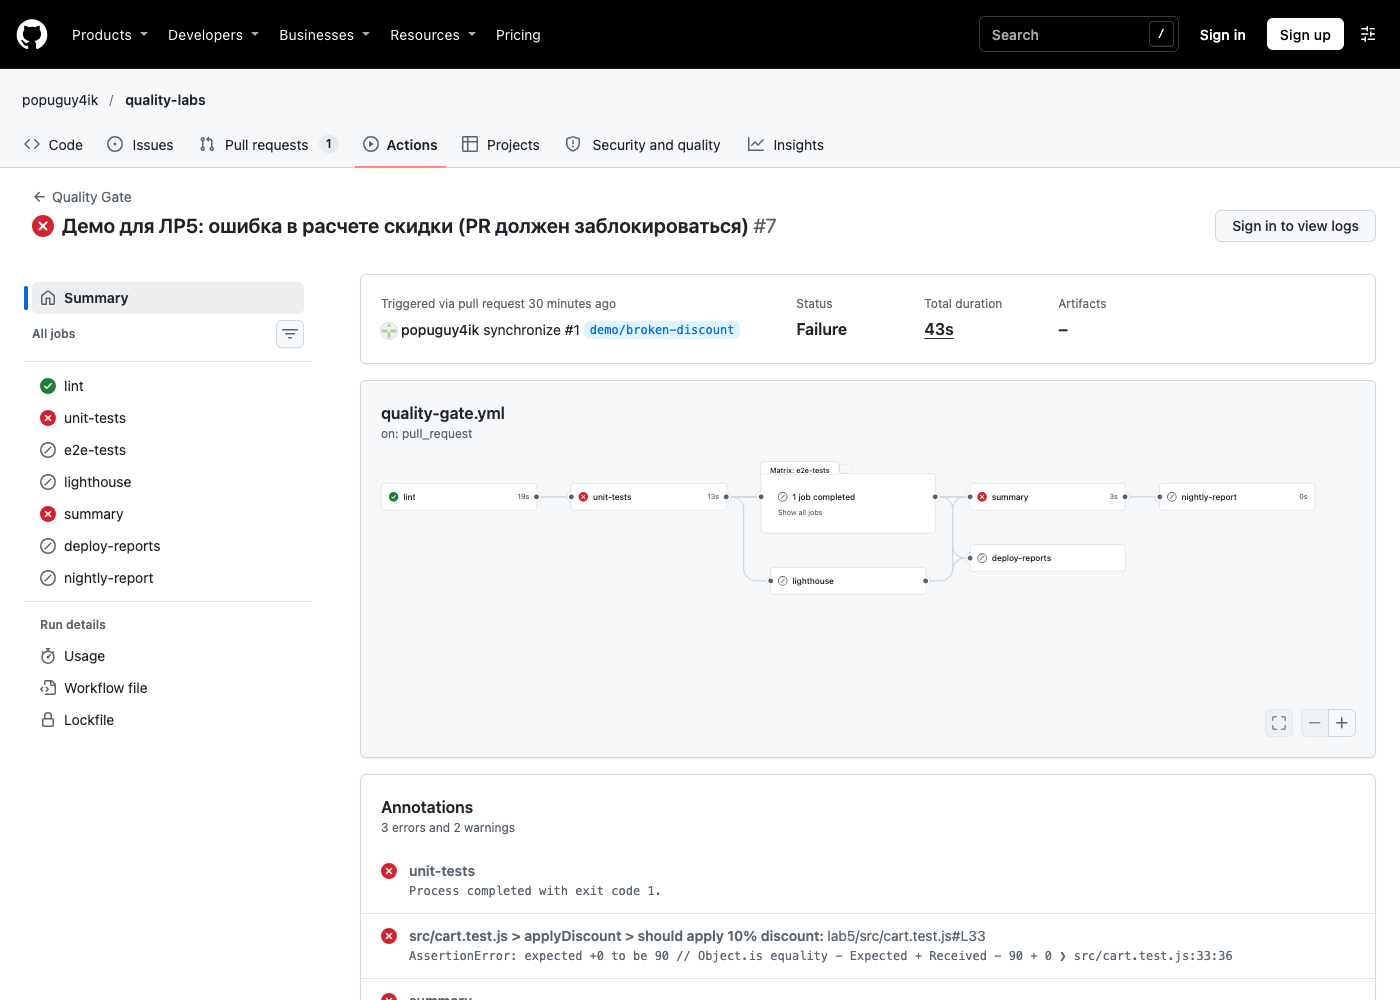 Products Developers Businesses Resources Pricing Search / Sign in Sign up
popuguy4ik / quality-labs
Code Issues Pull requests 1 Actions Projects Security and quality Insights
← Quality Gate
Демо для ЛР5: ошибка в расчете скидки (PR должен заблокироваться) #7
Sign in to view logs
Summary
All jobs
lint
unit-tests
e2e-tests
lighthouse
summary
deploy-reports
nightly-report
Run details
Usage
Workflow file
Lockfile
Triggered via pull request 30 minutes ago
popuguy4ik synchronize #1 demo/broken-discount
Status
Failure
Total duration
43s
Artifacts
–
quality-gate.yml
on: pull_request
lint 19s
unit-tests 13s
Matrix: e2e-tests
1 job completed
Show all jobs
lighthouse
summary 3s
deploy-reports
nightly-report 0s
Annotations
3 errors and 2 warnings
unit-tests
Process completed with exit code 1.
src/cart.test.js > applyDiscount > should apply 10% discount: lab5/src/cart.test.js#L33
AssertionError: expected +0 to be 90 // Object.is equality - Expected + Received - 90 + 0 ❯ src/cart.test.js:33:36
summary